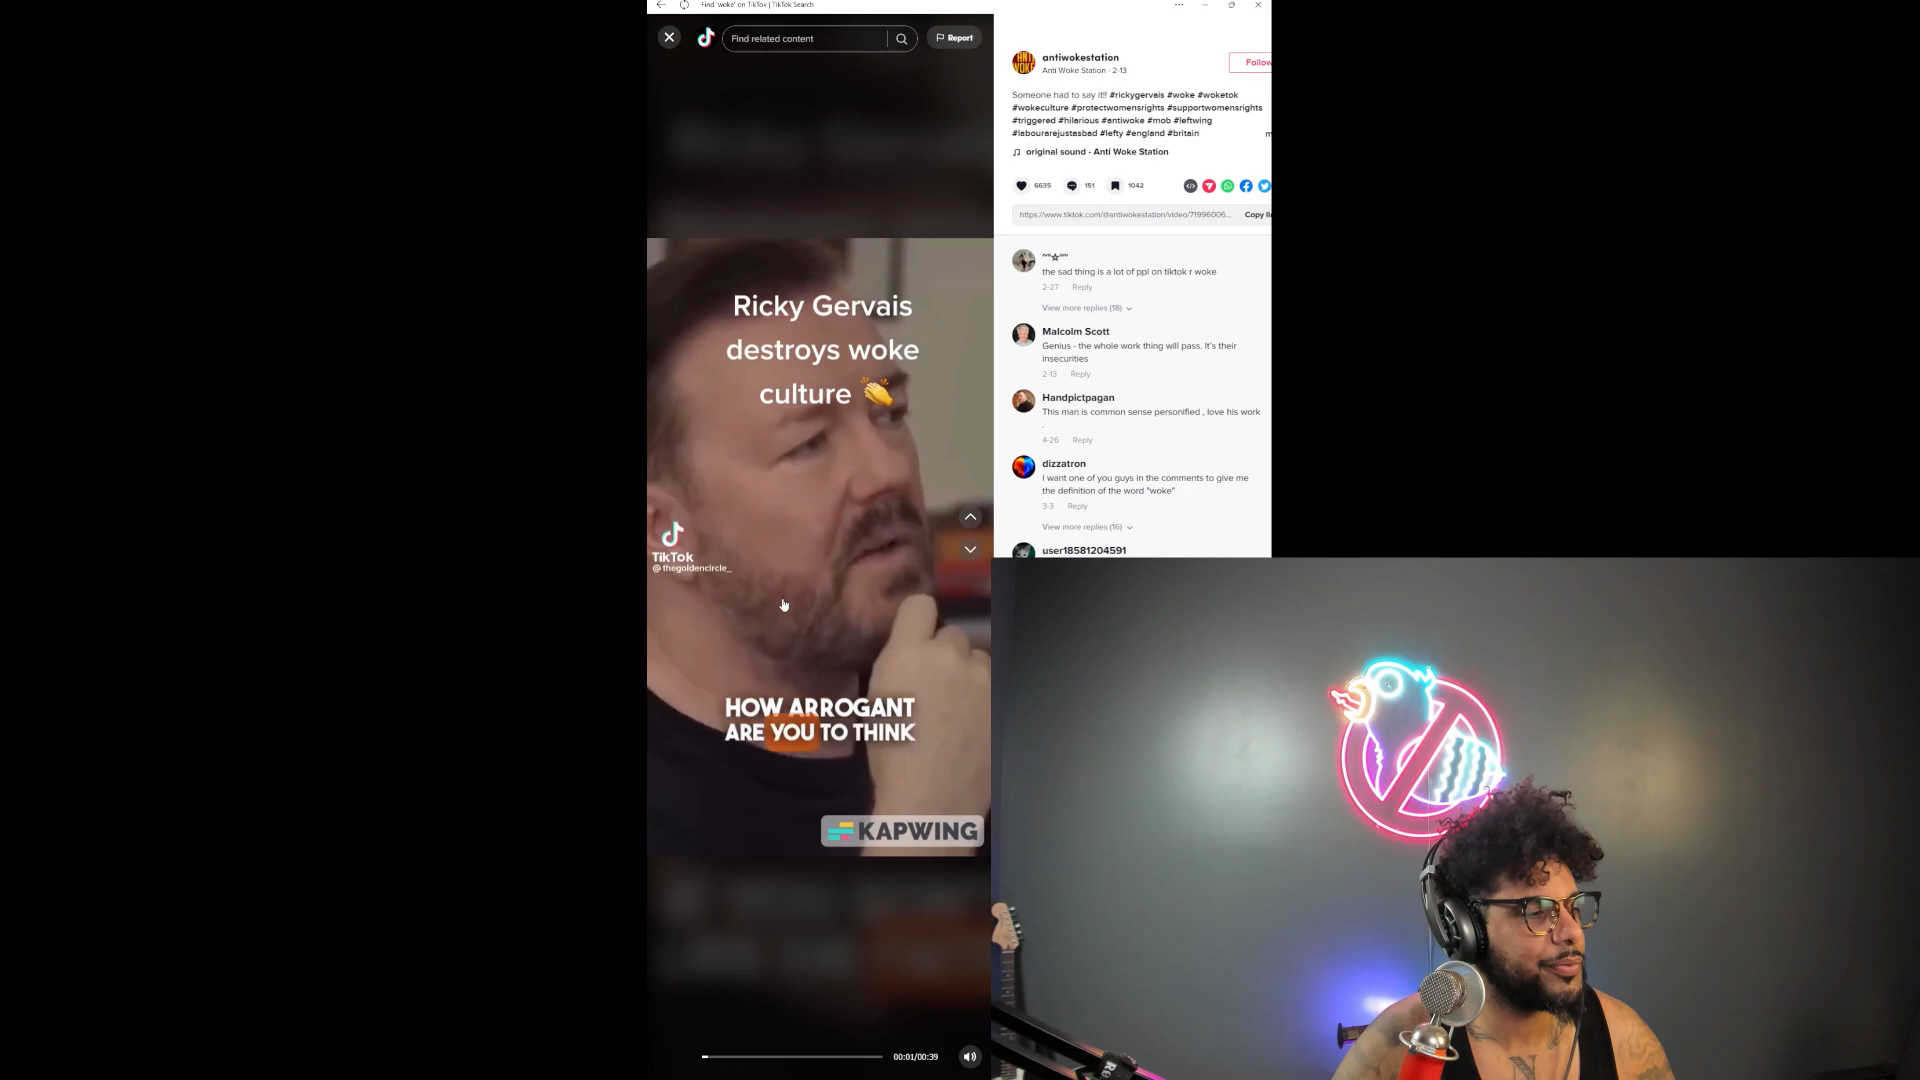 Find 'woke' on TikTok | TikTok Search
Find related content
Report
antiwokestation
Anti Woke Station · 2-13
Follow
Someone had to say it!! #rickygervais #woke #woketok
#wokeculture #protectwomensrights #supportwomensrights
#triggered #hilarious #antiwoke #mob #leftwing
#labourarejustasbad #lefty #england #britain
m
original sound - Anti Woke Station
6635
151
1042
https://www.tiktok.com/@antiwokestation/video/71996006...
Copy li
the sad thing is a lot of ppl on tiktok r woke
2-27 Reply
View more replies (18)
Malcolm Scott
Genius - the whole work thing will pass. It's their
insecurities
2-13 Reply
Handpictpagan
This man is common sense personified , love his work
.
4-26 Reply
dizzatron
I want one of you guys in the comments to give me
the definition of the word "woke"
3-3 Reply
View more replies (16)
user18581204591
Ricky Gervais
destroys woke
culture 👏
TikTok
@thegoldencircle_
HOW ARROGANT
ARE YOU TO THINK
KAPWING
00:01/00:39
ANTI
WOKE